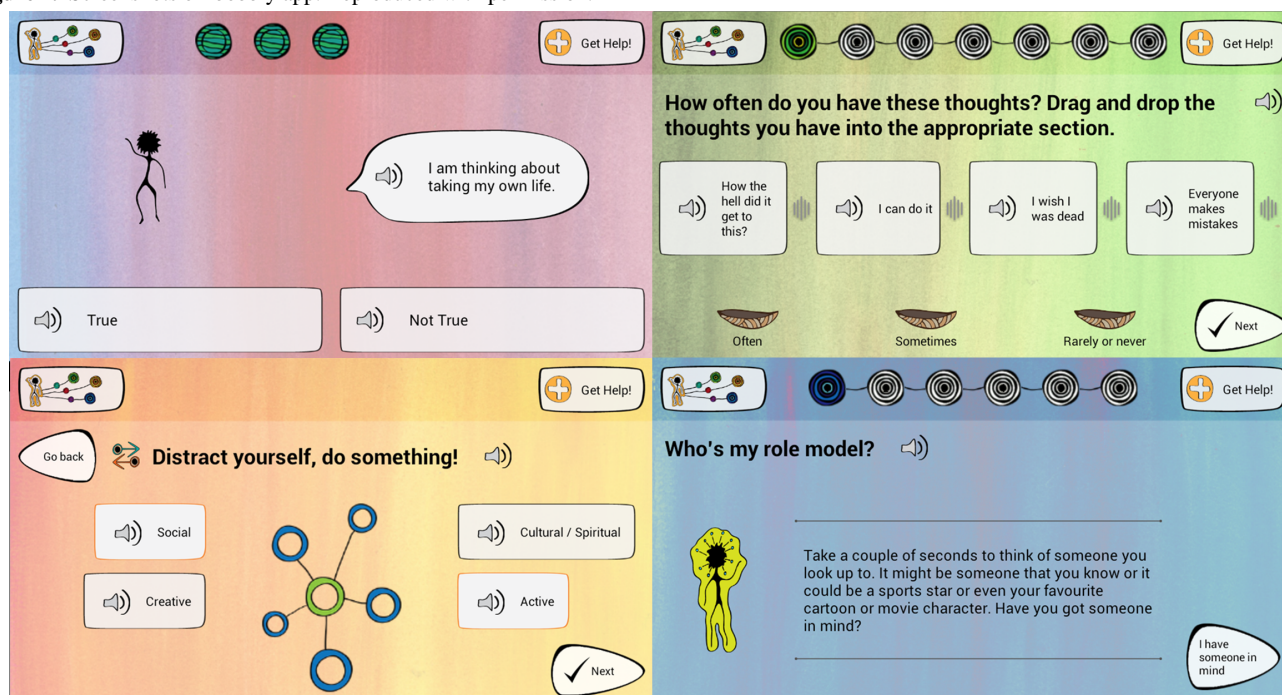 Get Help!
I am thinking about
taking my own life.
True
Not True
Get Help!
How often do you have these thoughts? Drag and drop the
thoughts you have into the appropriate section.
How the
hell did it
get to
this?
I can do it
I wish I
was dead
Everyone
makes
mistakes
Often
Sometimes
Rarely or never
Next
Get Help!
Go back
Distract yourself, do something!
Social
Cultural / Spiritual
Creative
Active
Next
Get Help!
Who's my role model?
Take a couple of seconds to think of someone you
look up to. It might be someone that you know or it
could be a sports star or even your favourite
cartoon or movie character. Have you got someone
in mind?
I have
someone in
mind